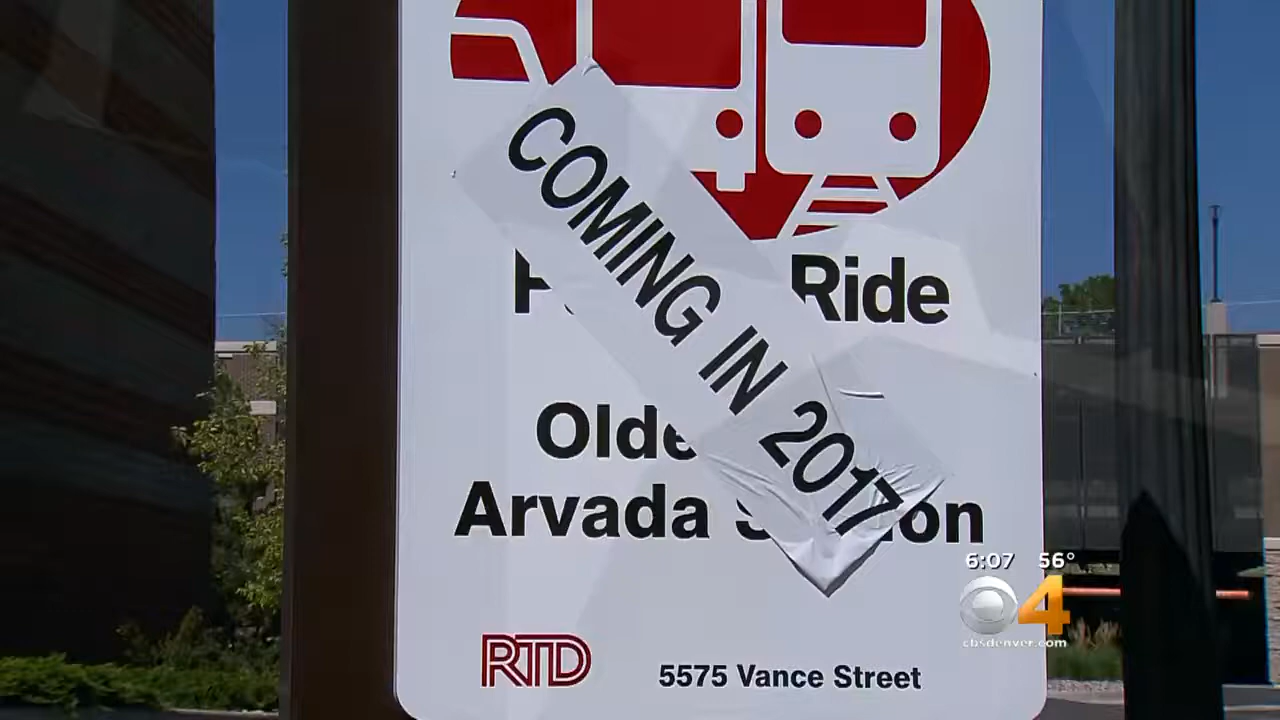 COMING IN 2017
Ride
Olde
Arvada
RTD
5575 Vance Street
6:07 56°
4
cbsdenver.com